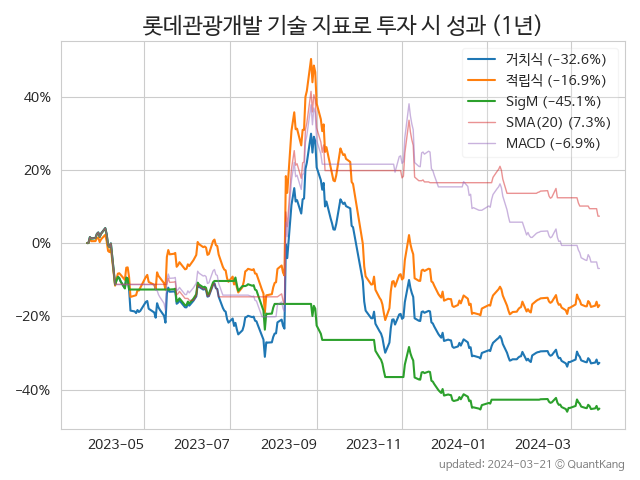 롯데관광개발 기술 지표로 투자 시 성과 (1년)
거치식 (−32.6%)
적립식 (−16.9%)
SigM (−45.1%)
SMA(20) (7.3%)
MACD (−6.9%)
40%
20%
0%
−20%
−40%
2023−05 2023−07 2023−09 2023−11 2024−01 2024−03
updated: 2024−03−21 © QuantKang